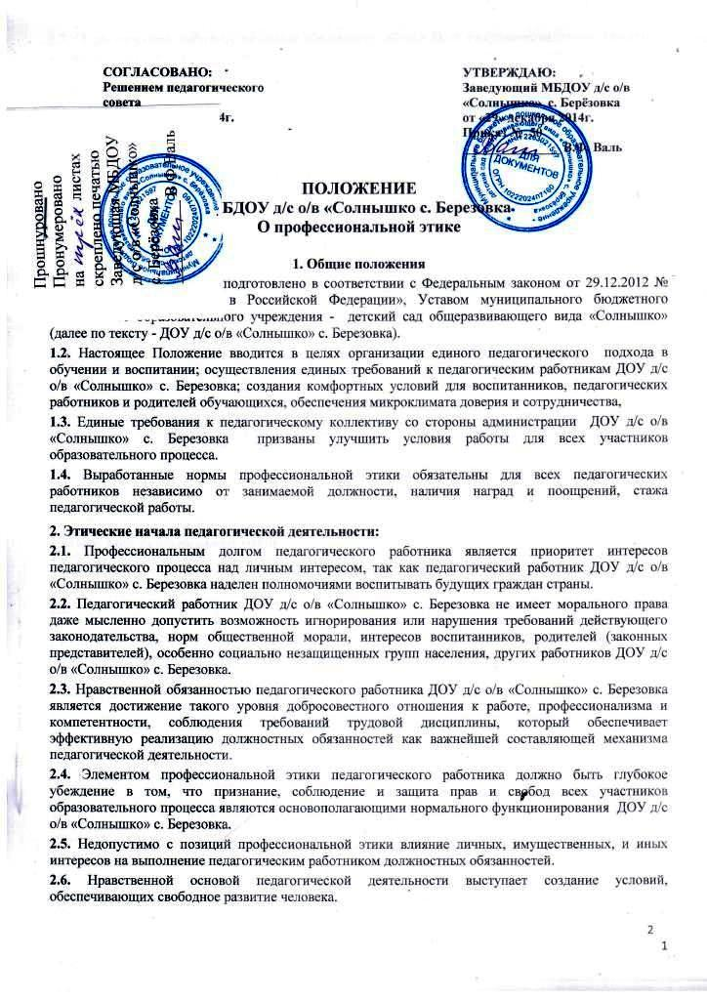 СОГЛАСОВАНО:
Решением педагогического
совета
4г.
УТВЕРЖДАЮ:
Заведующий МБДОУ д/с о/в
«Солнышко» с. Берёзовка
от «29» декабря 2014г.
Приказ № 50
В.Ф. Валь
Прошнуровано
Пронумеровано
на трёх листах
скреплено печатью
Заведующая МБДОУ
д/с о/в «Солнышко»
с. Берёзовка
В Ф Валь
ДЛЯ ДОКУМЕНТОВ
ПОЛОЖЕНИЕ
БДОУ д/с о/в «Солнышко с. Березовка
О профессиональной этике
1. Общие положения
подготовлено в соответствии с Федеральным законом от 29.12.2012 №
в Российской Федерации», Уставом муниципального бюджетного
образовательного учреждения - детский сад общеразвивающего вида «Солнышко»
(далее по тексту - ДОУ д/с о/в «Солнышко» с. Березовка).
1.2. Настоящее Положение вводится в целях организации единого педагогического подхода в
обучении и воспитании; осуществления единых требований к педагогическим работникам ДОУ д/с
о/в «Солнышко» с. Березовка; создания комфортных условий для воспитанников, педагогических
работников и родителей обучающихся, обеспечения микроклимата доверия и сотрудничества,
1.3. Единые требования к педагогическому коллективу со стороны администрации ДОУ д/с о/в
«Солнышко» с. Березовка призваны улучшить условия работы для всех участников
образовательного процесса.
1.4. Выработанные нормы профессиональной этики обязательны для всех педагогических
работников независимо от занимаемой должности, наличия наград и поощрений, стажа
педагогической работы.
2. Этические начала педагогической деятельности:
2.1. Профессиональным долгом педагогического работника является приоритет интересов
педагогического процесса над личным интересом, так как педагогический работник ДОУ д/с о/в
«Солнышко» с. Березовка наделен полномочиями воспитывать будущих граждан страны.
2.2. Педагогический работник ДОУ д/с о/в «Солнышко» с. Березовка не имеет морального права
даже мысленно допустить возможность игнорирования или нарушения требований действующего
законодательства, норм общественной морали, интересов воспитанников, родителей (законных
представителей), особенно социально незащищенных групп населения, других работников ДОУ д/с
о/в «Солнышко» с. Березовка.
2.3. Нравственной обязанностью педагогического работника ДОУ д/с о/в «Солнышко» с. Березовка
является достижение такого уровня добросовестного отношения к работе, профессионализма и
компетентности, соблюдения требований трудовой дисциплины, который обеспечивает
эффективную реализацию должностных обязанностей как важнейшей составляющей механизма
педагогической деятельности.
2.4. Элементом профессиональной этики педагогического работника должно быть глубокое
убеждение в том, что признание, соблюдение и защита прав и свобод всех участников
образовательного процесса являются основополагающими нормального функционирования ДОУ д/с
о/в «Солнышко» с. Березовка.
2.5. Недопустимо с позиций профессиональной этики влияние личных, имущественных, и иных
интересов на выполнение педагогическим работником должностных обязанностей.
2.6. Нравственной основой педагогической деятельности выступает создание условий,
обеспечивающих свободное развитие человека.
2
1